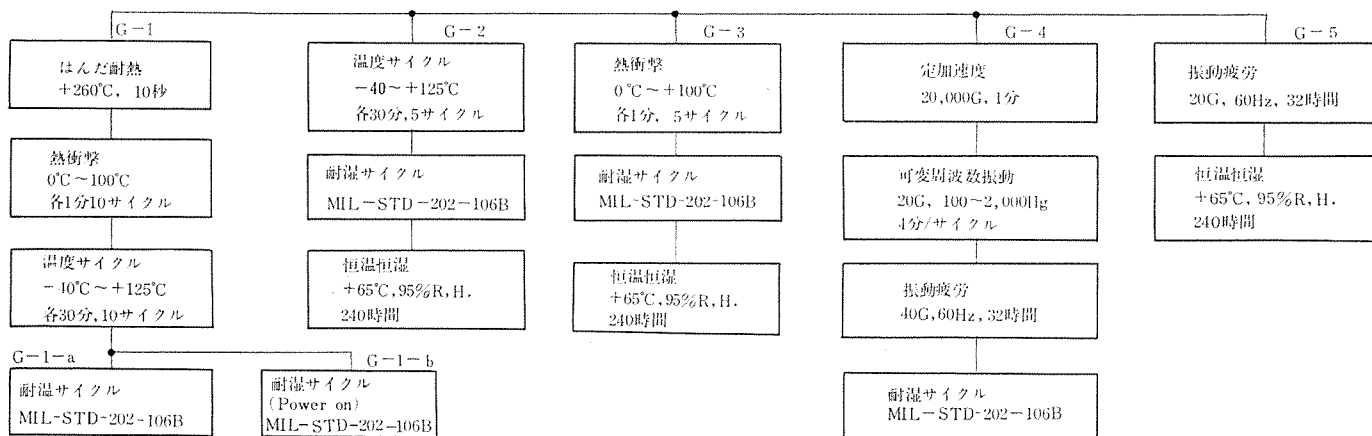 G-1
はんだ耐熱
+260℃, 10秒
熱衝撃
0℃～100℃
各1分10サイクル
温度サイクル
-40℃～+125℃
各30分,10サイクル
G-1-a
耐温サイクル
MIL-STD-202-106B
G-1-b
耐湿サイクル
(Power on)
MIL-STD-202-106B
G-2
温度サイクル
-40～+125℃
各30分,5サイクル
耐湿サイクル
MIL-STD-202-106B
恒温恒湿
+65℃,95%R,H.
240時間
G-3
熱衝撃
0℃～+100℃
各1分, 5サイクル
耐湿サイクル
MIL-STD-202-106B
恒温恒湿
+65℃,95%R,H.
240時間
G-4
定加速度
20,000G,1分
可変周波数振動
20G, 100~2,000Hg
4分/サイクル
振動疲労
40G,60Hz,32時間
耐湿サイクル
MIL-STD-202-106B
G-5
振動疲労
20G, 60Hz, 32時間
恒温恒湿
+65℃, 95%R,H.
240時間